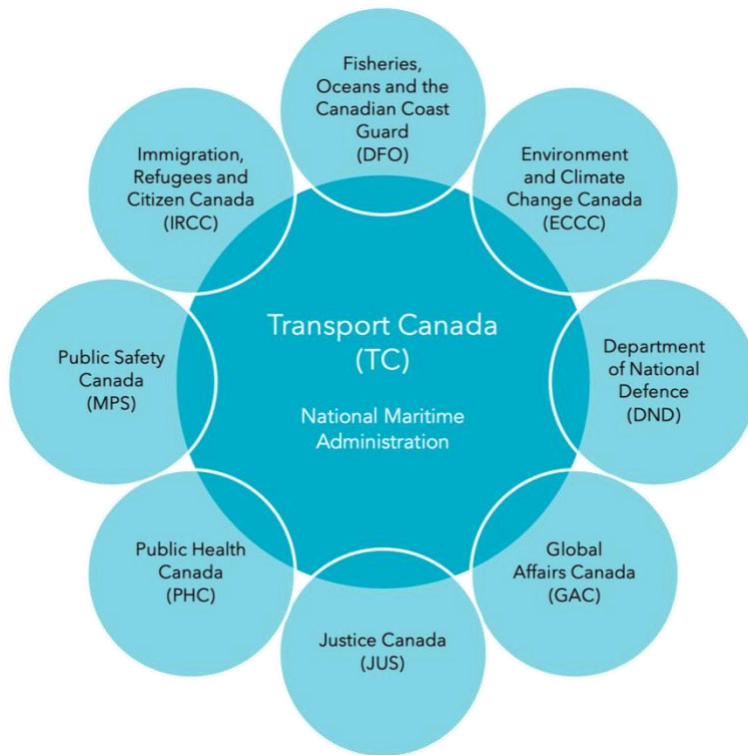 Fisheries,
Oceans and the
Canadian Coast
Guard
(DFO)
Immigration,
Refugees and
Citizen Canada
(IRCC)
Environment
and Climate
Change Canada
(ECCC)
Transport Canada
(TC)
National Maritime
Administration
Public Safety
Canada
(MPS)
Department
of National
Defence
(DND)
Public Health
Canada
(PHC)
Global
Affairs Canada
(GAC)
Justice Canada
(JUS)